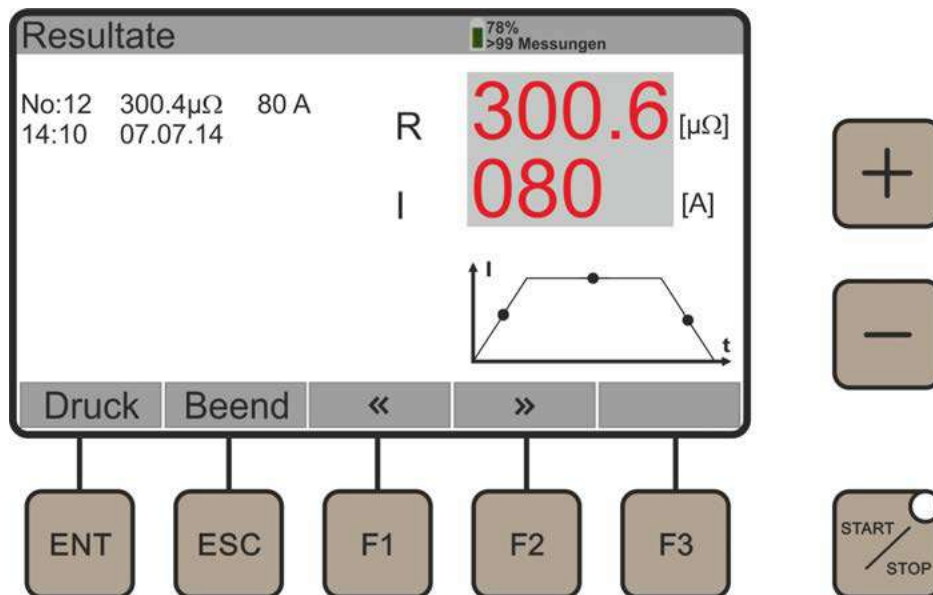 Resultate
78%
>99 Messungen
No:12 300.4µΩ 80 A
14:10 07.07.14
R 300.6 [µΩ]
I 080 [A]
I
t
Druck Beend « »
ENT ESC F1 F2 F3
+
−
START
STOP